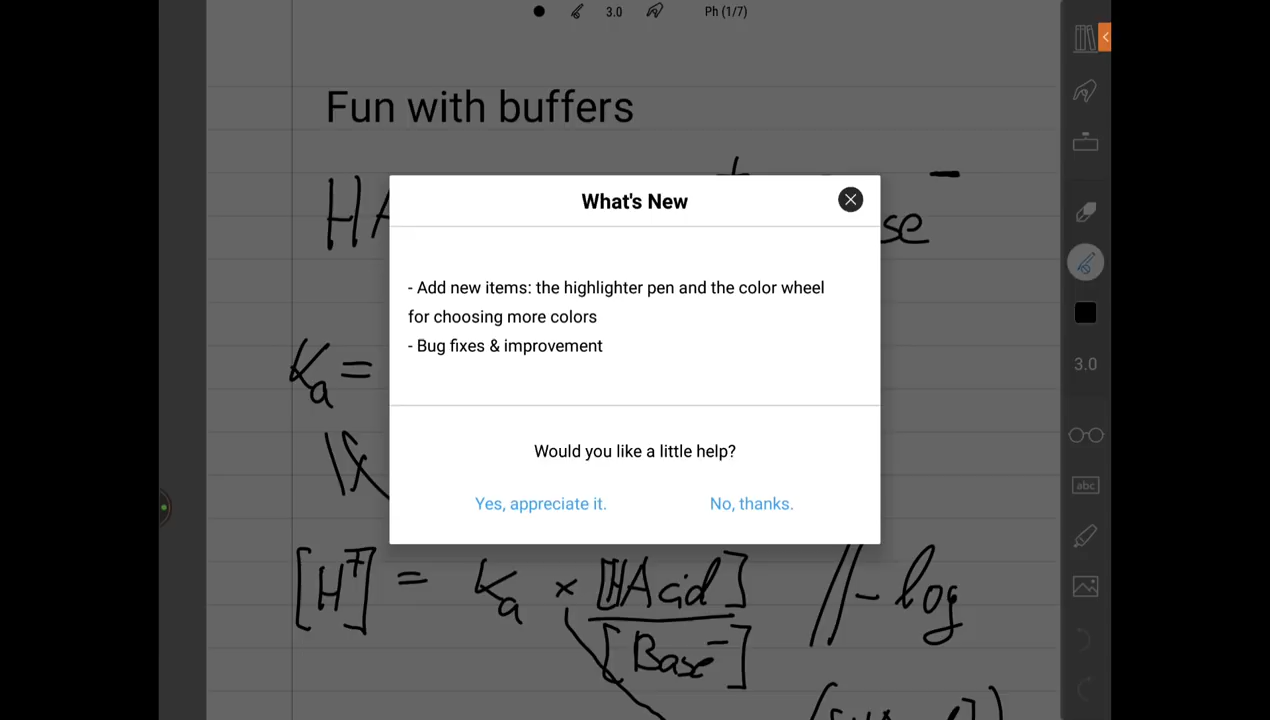 3.0 Ph (1/7)
Fun with buffers
What's New
- Add new items: the highlighter pen and the color wheel
for choosing more colors
- Bug fixes & improvement
Ka =
3.0
abc
Would you like a little help?
Yes, appreciate it. No, thanks.
[H+] = Ka × [HAcid] // - log
[Base-]